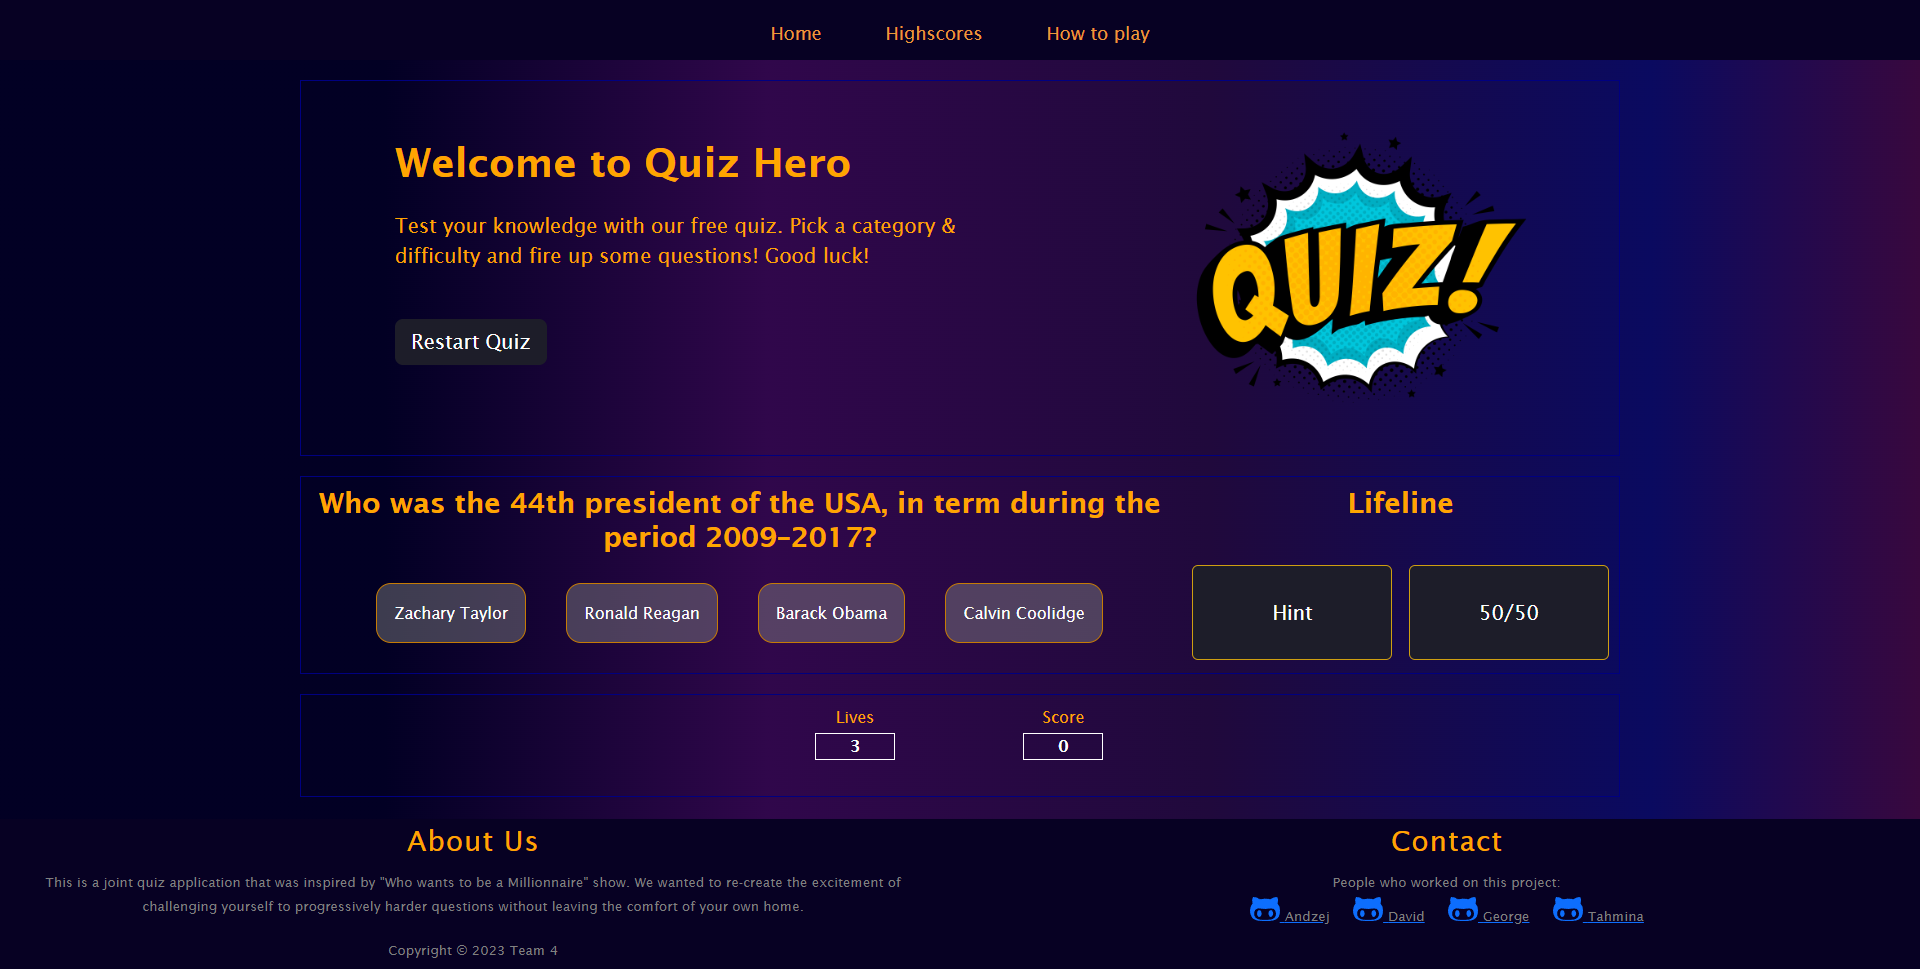 Home
Highscores
How to play
Welcome to Quiz Hero
Test your knowledge with our free quiz. Pick a category &
difficulty and fire up some questions! Good luck!
Restart Quiz
QUIZ!
Who was the 44th president of the USA, in term during the
period 2009–2017?
Zachary Taylor
Ronald Reagan
Barack Obama
Calvin Coolidge
Lifeline
Hint
50/50
Lives
3
Score
0
About Us
This is a joint quiz application that was inspired by "Who wants to be a Millionnaire" show. We wanted to re-create the excitement of
challenging yourself to progressively harder questions without leaving the comfort of your own home.
Copyright © 2023 Team 4
Contact
People who worked on this project:
Andzej
David
George
Tahmina